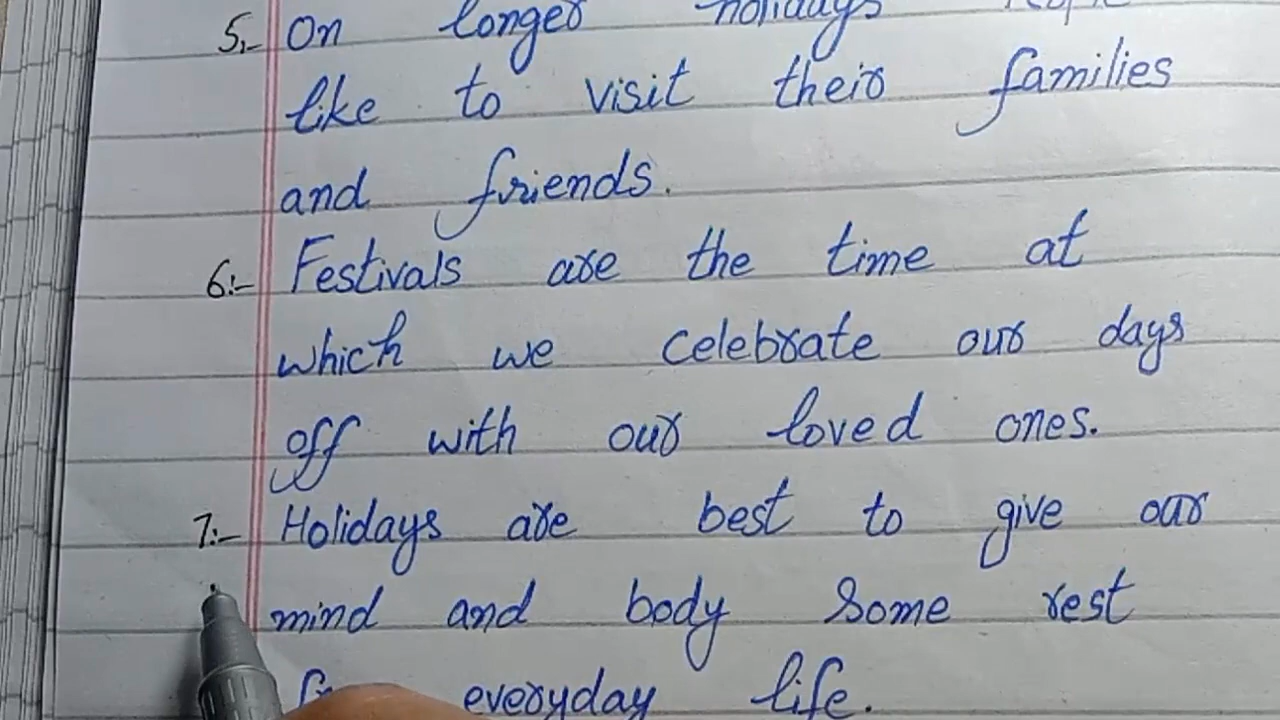 5:- On longer holidays people
like to visit their families
and friends.
6:- Festivals are the time at
which we celebrate our days
off with our loved ones.
7:- Holidays are best to give our
mind and body some rest
everyday life.